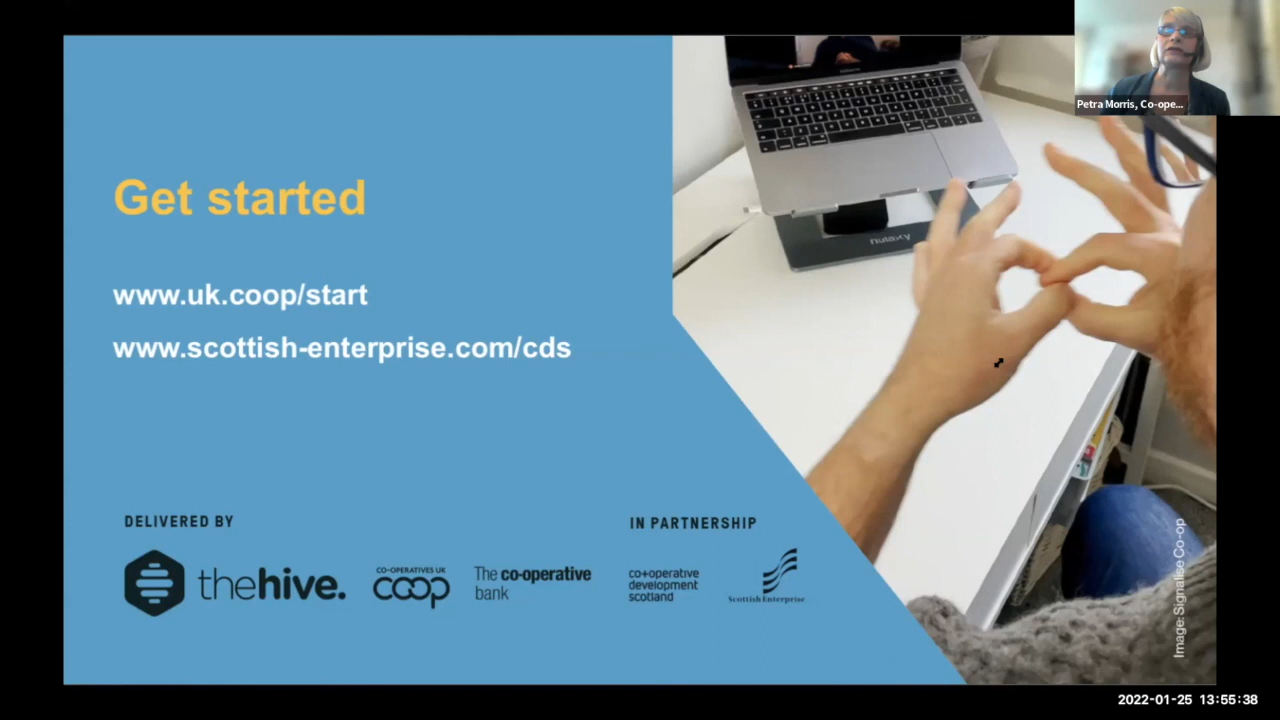 Petra Morris, Co-ope...
Get started
www.uk.coop/start
www.scottish-enterprise.com/cds
nulaxy
DELIVERED BY
IN PARTNERSHIP
thehive.
CO-OPERATIVES UK
coop
The co-operative
bank
co+operative
development
scotland
Scottish Enterprise
Image: Signalise Co-op
2022-01-25 13:55:38